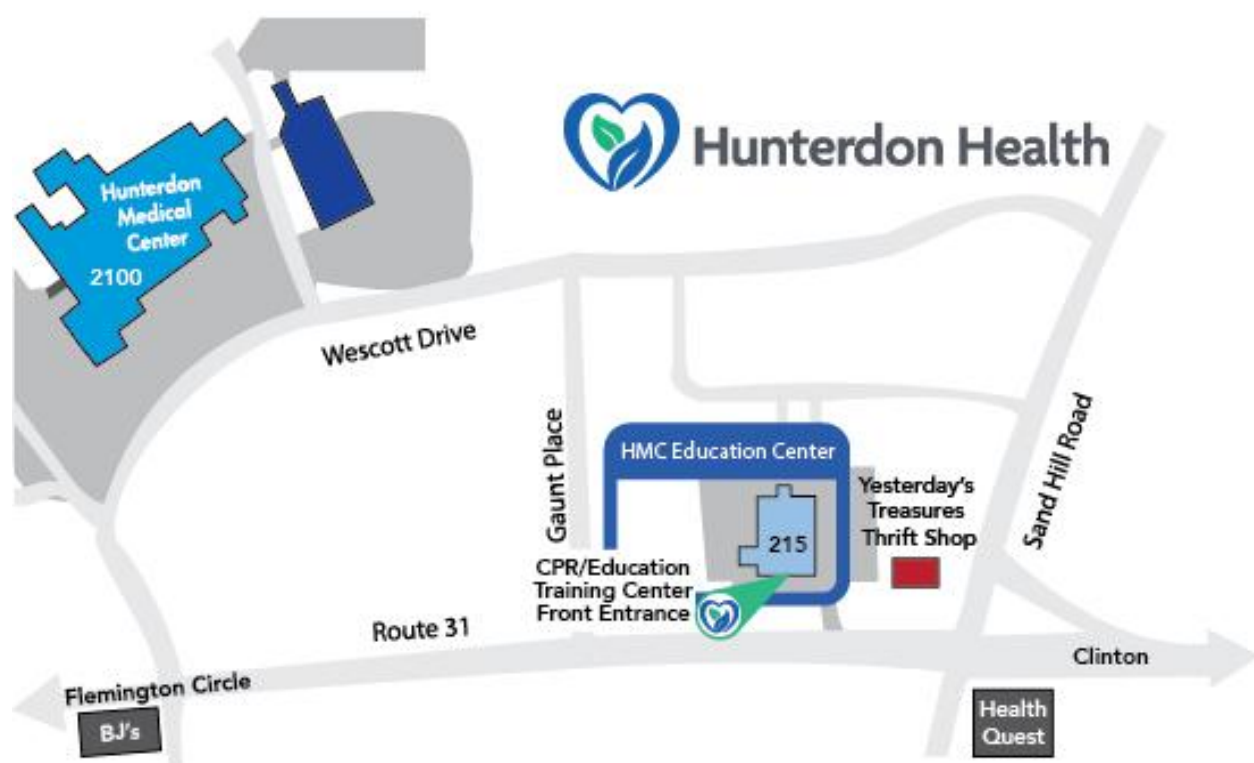 Hunterdon Health
Hunterdon
Medical
Center
2100
Wescott Drive
Gaunt Place
HMC Education Center
Sand Hill Road
Yesterday's
Treasures
Thrift Shop
215
CPR/Education
Training Center
Front Entrance
Route 31
Clinton
Flemington Circle
BJ's
Health
Quest